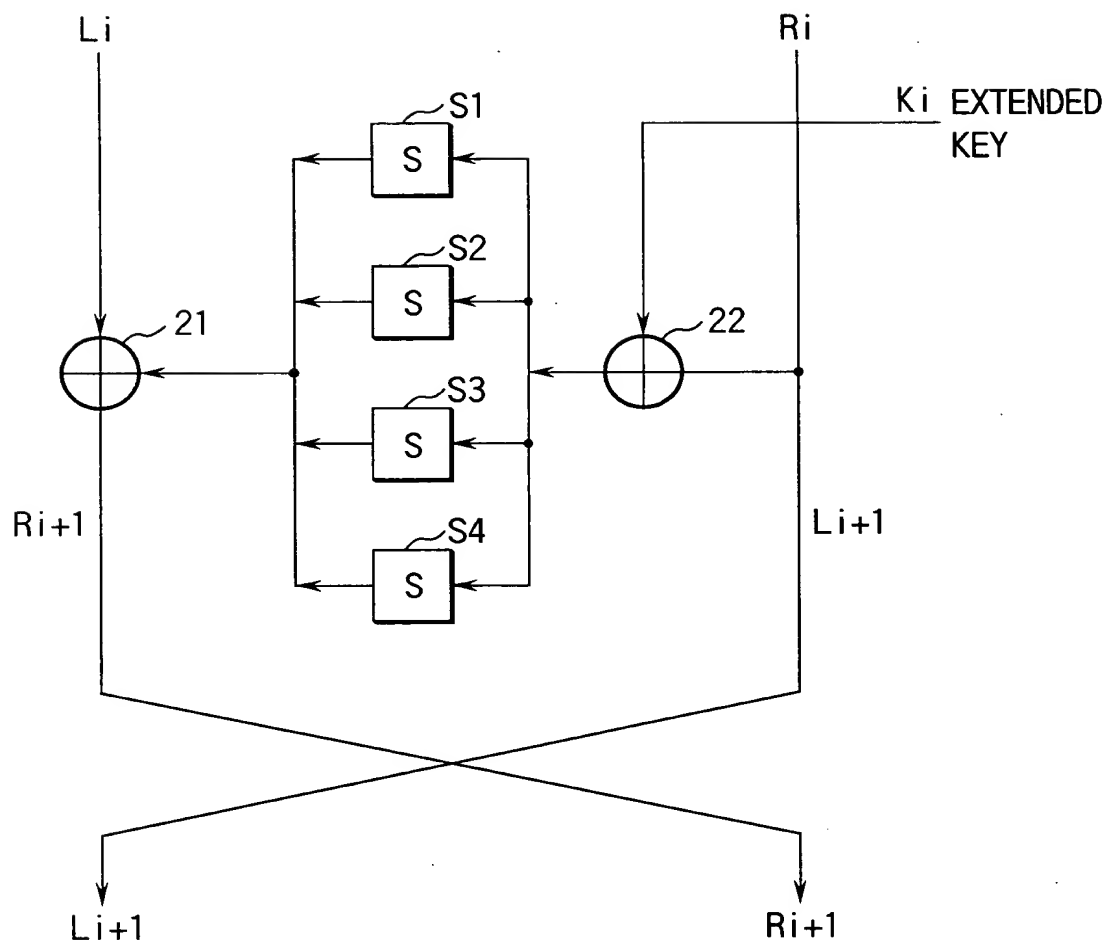 Li
Ri
Ki EXTENDED
KEY
S1
S
S2
S
21
22
S3
S
Ri+1
Li+1
S4
S
Li+1
Ri+1